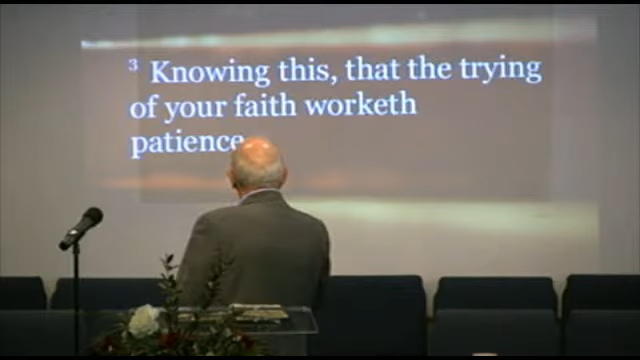 3 Knowing this, that the trying
of your faith worketh
patience